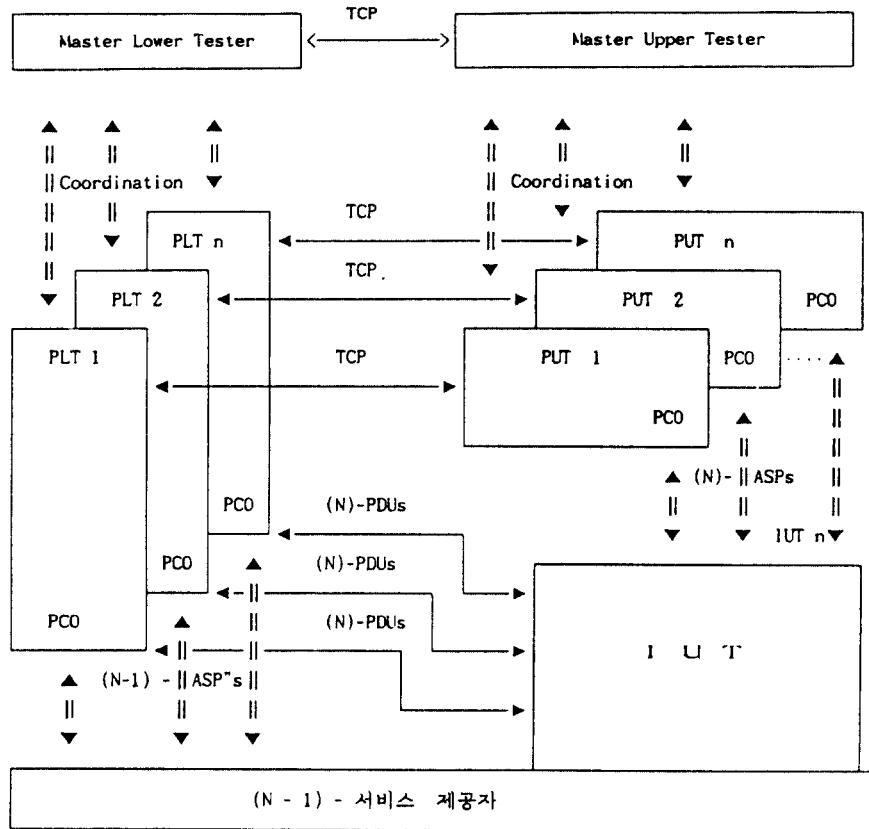 TCP
Master Lower Tester
Master Upper Tester
Coordination
Coordination
TCP
PLT n
PUT n
TCP
PLT 2
PUT 2
PCO
PLT 1
TCP
PUT 1
PCO
PCO
(N)-ASPs
PCO
(N)-PDUs
IUT n
PCO
(N)-PDUs
PCO
(N)-PDUs
I U T
(N-1) - ASP"s
(N - 1) - 서비스 제공자